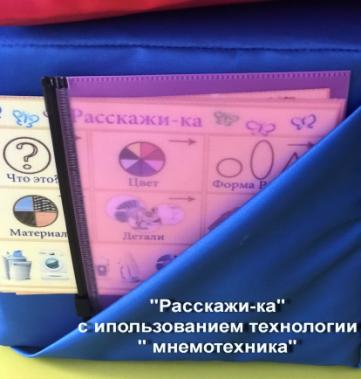 Расскажи-ка
Что это?
Цвет
Форма
Материал
Детали
"Расскажи-ка"
с ипользованием технологии
" мнемотехника"